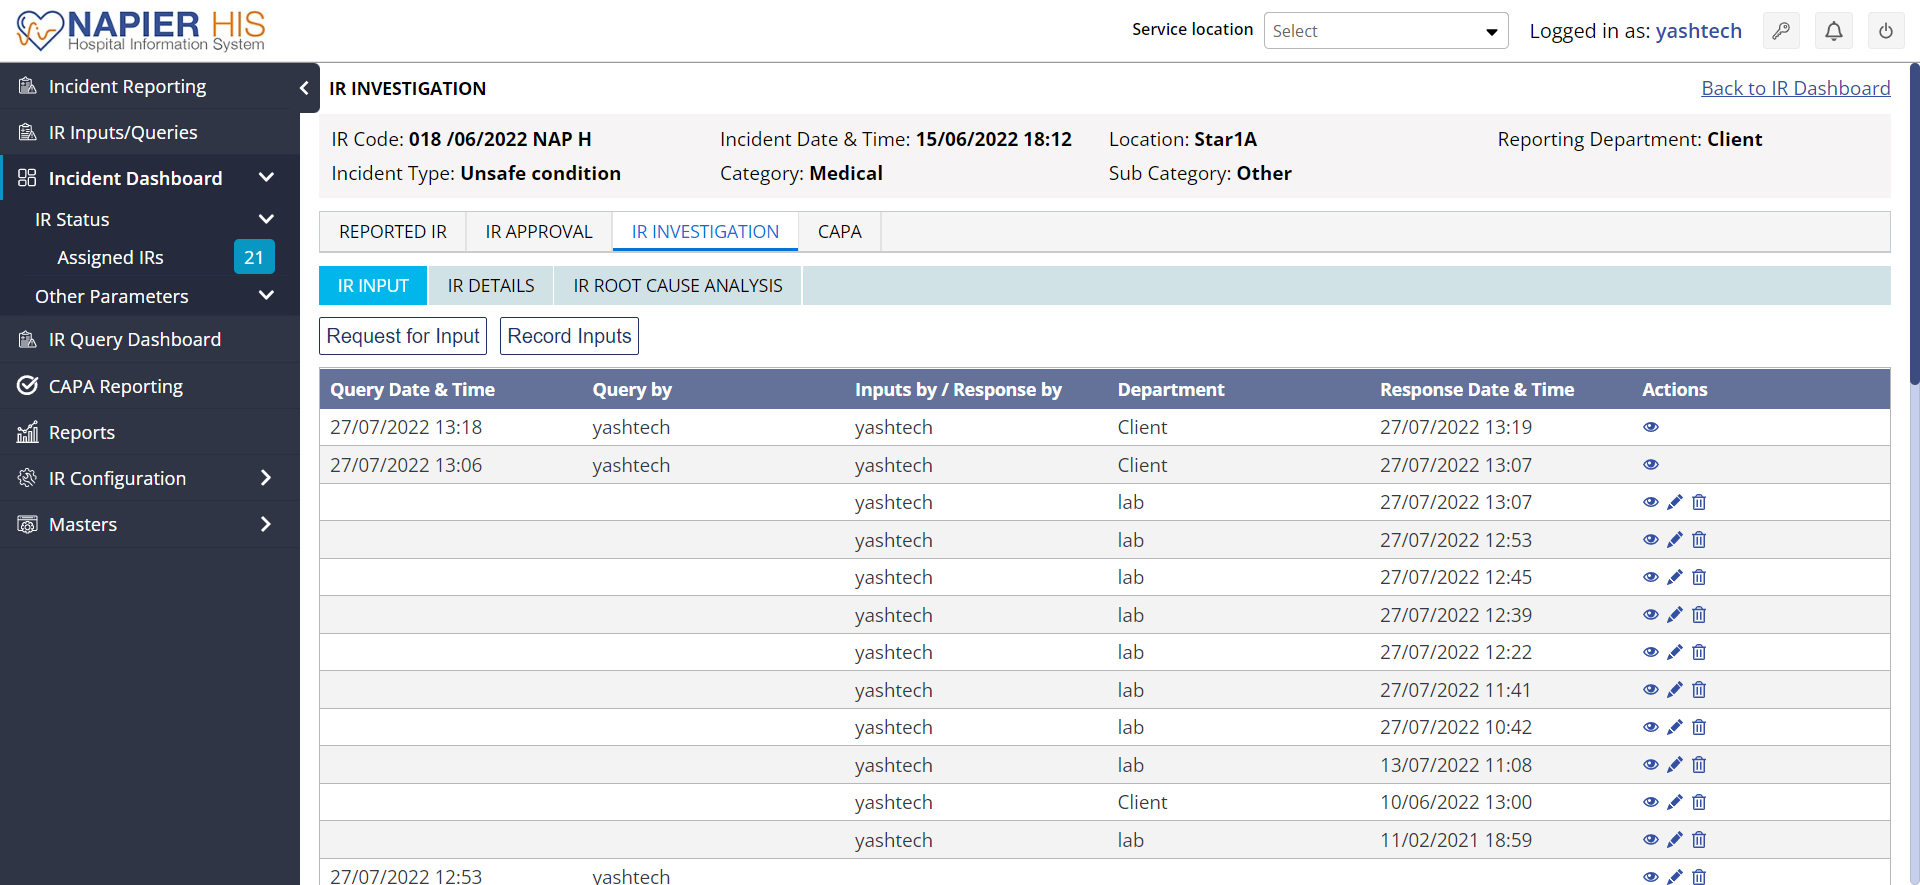 NAPIER HIS
Hospital Information System
Service location
Select
Logged in as: yashtech
Incident Reporting
IR Inputs/Queries
Incident Dashboard
IR Status
Assigned IRs 21
Other Parameters
IR Query Dashboard
CAPA Reporting
Reports
IR Configuration
Masters
IR INVESTIGATION
Back to IR Dashboard
IR Code: 018 /06/2022 NAP H Incident Date & Time: 15/06/2022 18:12 Location: Star1A Reporting Department: Client
Incident Type: Unsafe condition Category: Medical Sub Category: Other
REPORTED IR IR APPROVAL IR INVESTIGATION CAPA
IR INPUT IR DETAILS IR ROOT CAUSE ANALYSIS
Request for Input Record Inputs
Query Date & Time Query by Inputs by / Response by Department Response Date & Time Actions
27/07/2022 13:18 yashtech yashtech Client 27/07/2022 13:19
27/07/2022 13:06 yashtech yashtech Client 27/07/2022 13:07
yashtech lab 27/07/2022 13:07
yashtech lab 27/07/2022 12:53
yashtech lab 27/07/2022 12:45
yashtech lab 27/07/2022 12:39
yashtech lab 27/07/2022 12:22
yashtech lab 27/07/2022 11:41
yashtech lab 27/07/2022 10:42
yashtech lab 13/07/2022 11:08
yashtech Client 10/06/2022 13:00
yashtech lab 11/02/2021 18:59
27/07/2022 12:53 yashtech